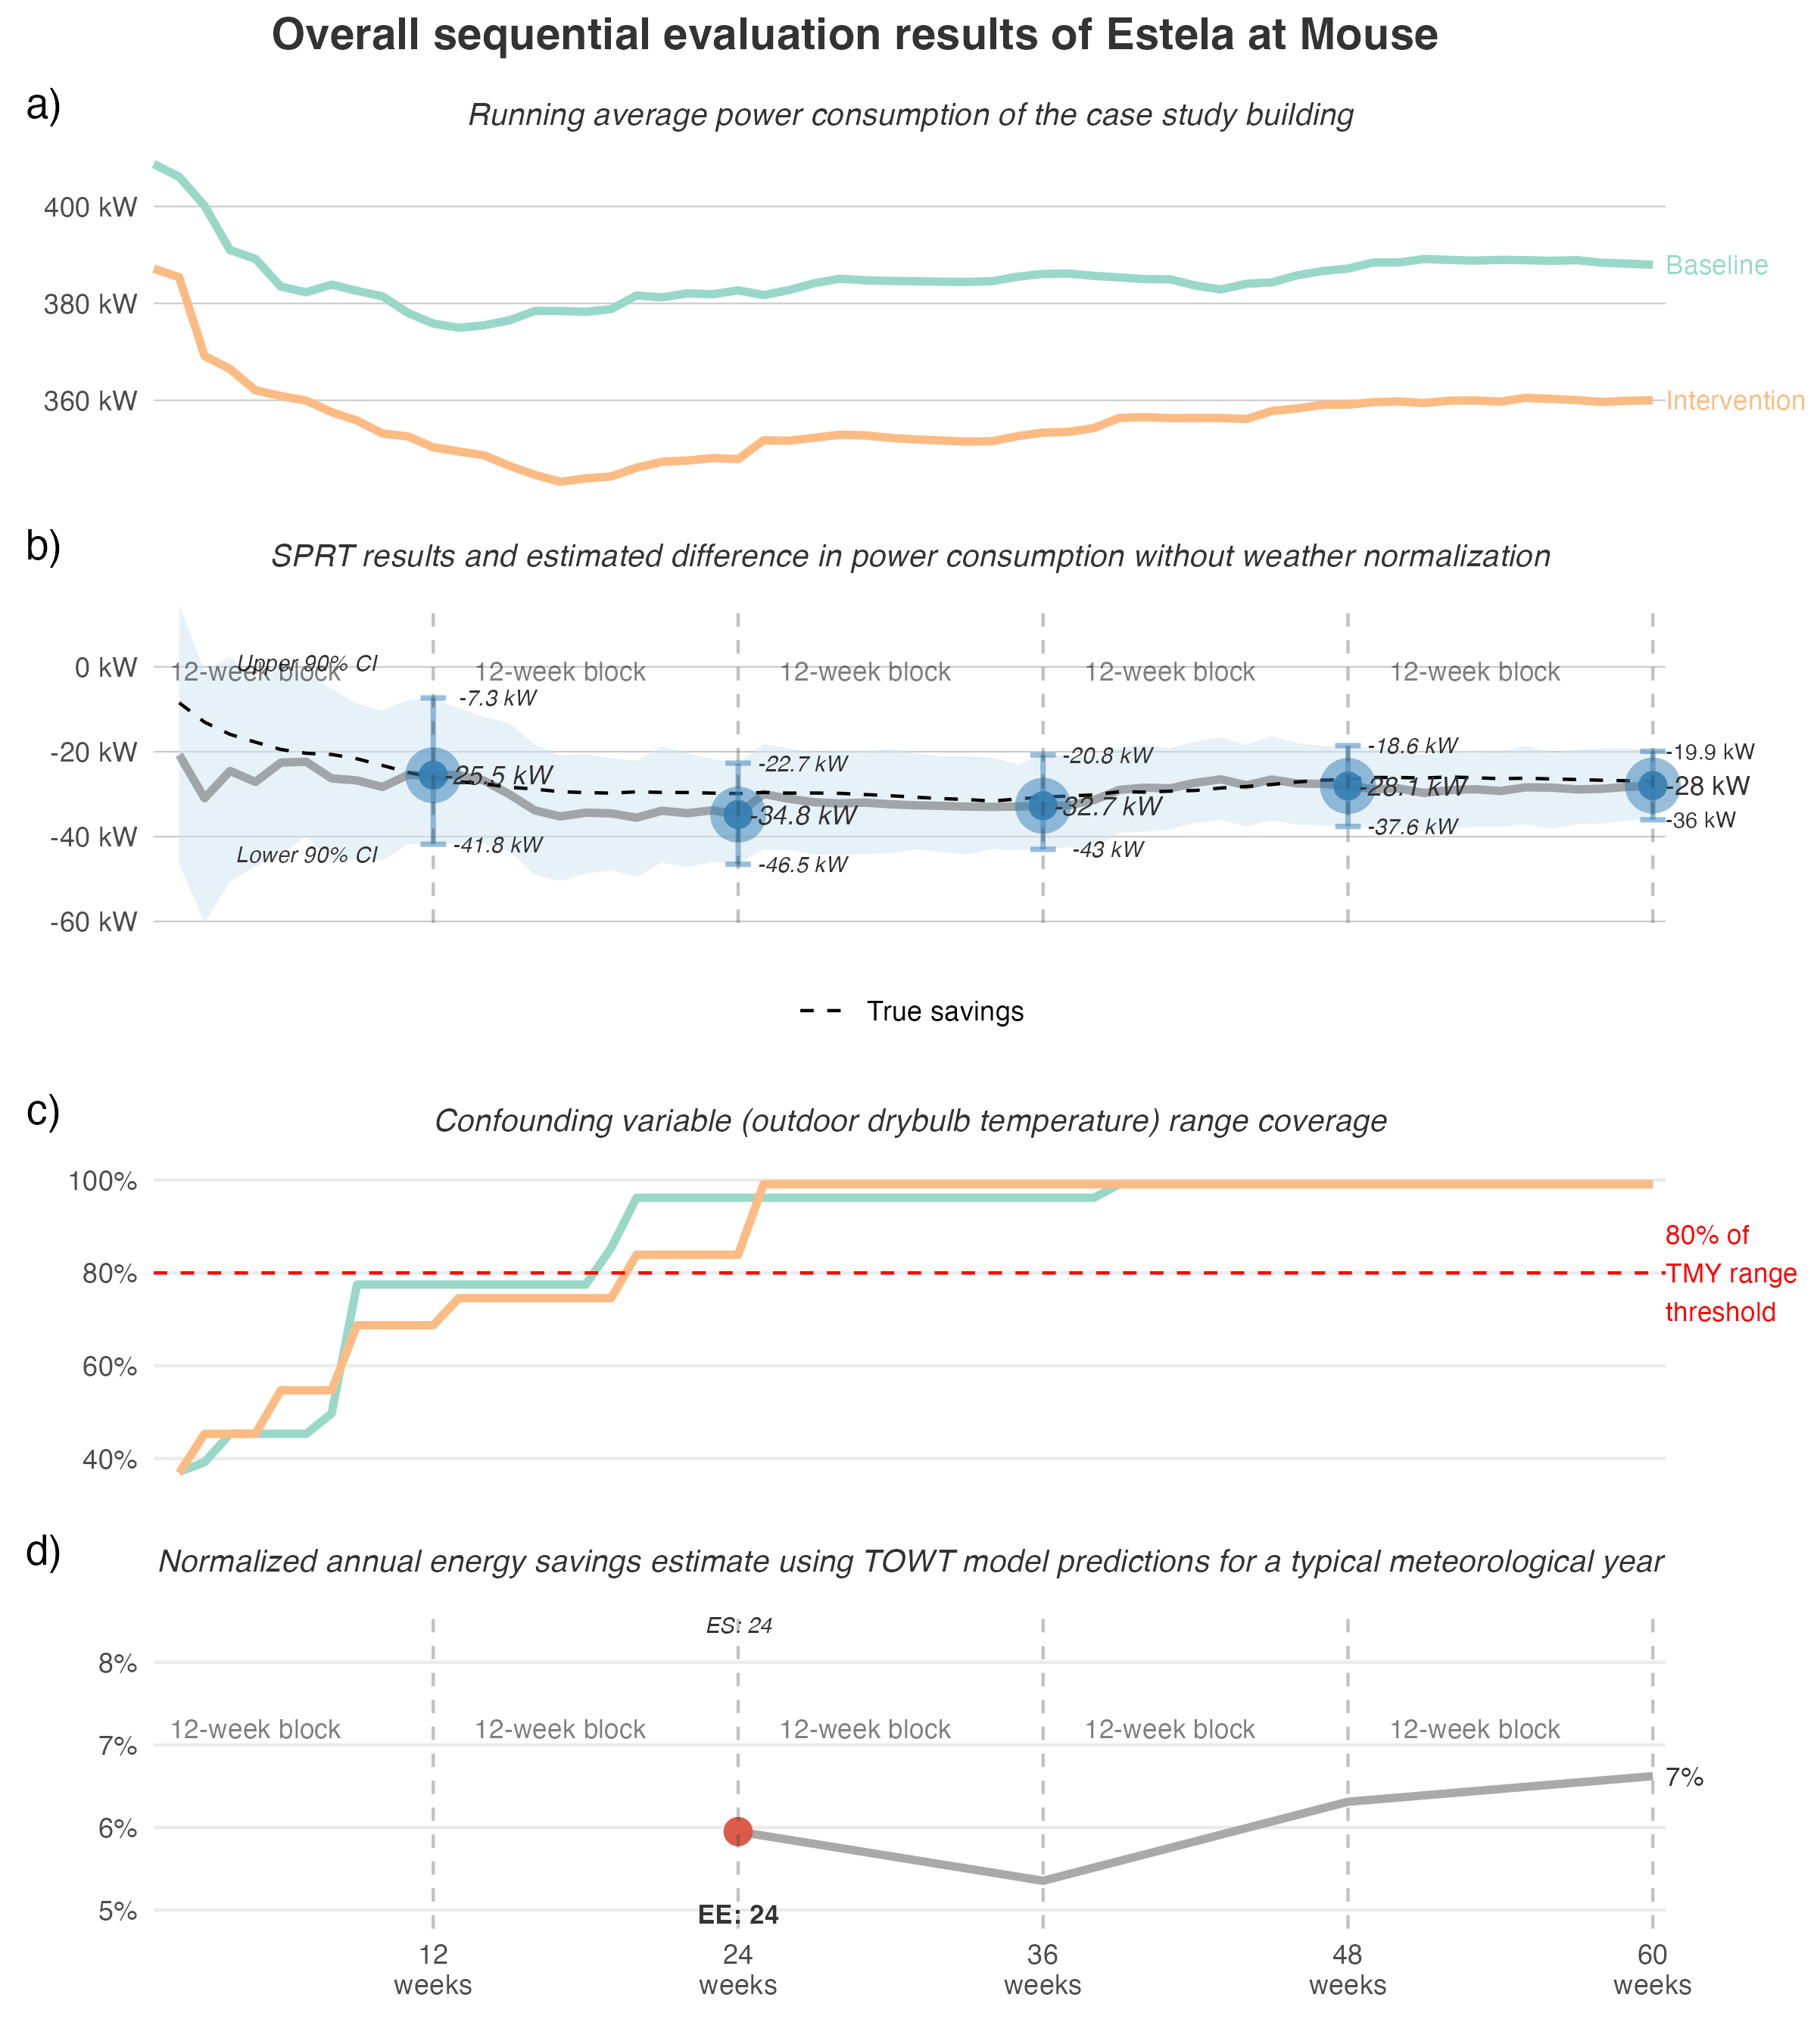 Overall sequential evaluation results of Estela at Mouse
a)
Running average power consumption of the case study building
400 kW
380 kW
360 kW
Baseline
Intervention
b)
SPRT results and estimated difference in power consumption without weather normalization
0 kW
-20 kW
-40 kW
-60 kW
Upper 90% CI
Lower 90% CI
12-week block
12-week block
12-week block
12-week block
12-week block
-7.3 kW
-25.5 kW
-41.8 kW
-22.7 kW
-34.8 kW
-46.5 kW
-20.8 kW
-32.7 kW
-43 kW
-18.6 kW
-28.1 kW
-37.6 kW
-19.9 kW
-28 kW
-36 kW
True savings
c)
Confounding variable (outdoor drybulb temperature) range coverage
100%
80%
60%
40%
80% of
TMY range
threshold
d)
Normalized annual energy savings estimate using TOWT model predictions for a typical meteorological year
ES: 24
8%
7%
6%
5%
12-week block
12-week block
12-week block
12-week block
12-week block
7%
EE: 24
12
weeks
24
weeks
36
weeks
48
weeks
60
weeks